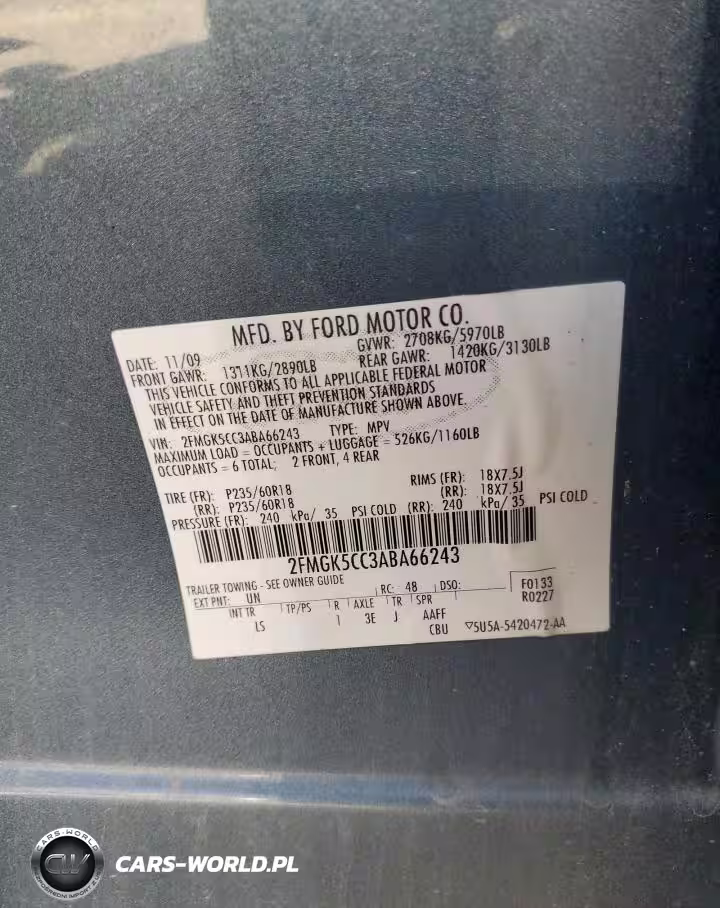 MFD. BY FORD MOTOR CO.
DATE: 11/09 GVWR: 2708KG/5970LB
FRONT GAWR: 1311KG/2890LB REAR GAWR: 1420KG/3130LB
THIS VEHICLE CONFORMS TO ALL APPLICABLE FEDERAL MOTOR
VEHICLE SAFETY AND THEFT PREVENTION STANDARDS
IN EFFECT ON THE DATE OF MANUFACTURE SHOWN ABOVE.
VIN: 2FMGK5CC3ABA66243 TYPE: MPV
MAXIMUM LOAD = OCCUPANTS + LUGGAGE = 526KG/1160LB
OCCUPANTS = 6 TOTAL; 2 FRONT, 4 REAR
TIRE (FR): P235/60R18 RIMS (FR): 18X7.5J
(RR): P235/60R18 (RR): 18X7.5J
PRESSURE (FR): 240 kPa/ 35 PSI COLD (RR): 240 kPa/ 35 PSI COLD
2FMGK5CC3ABA66243
TRAILER TOWING - SEE OWNER GUIDE
EXT PNT: UN RC: 48 DSO: F0133
INT TR TP/PS R AXLE TR SPR R0227
LS I 3E J AAFF
CBU ▽5U5A-5420472-AA
CARS-WORLD
CW
CARS-WORLD.PL